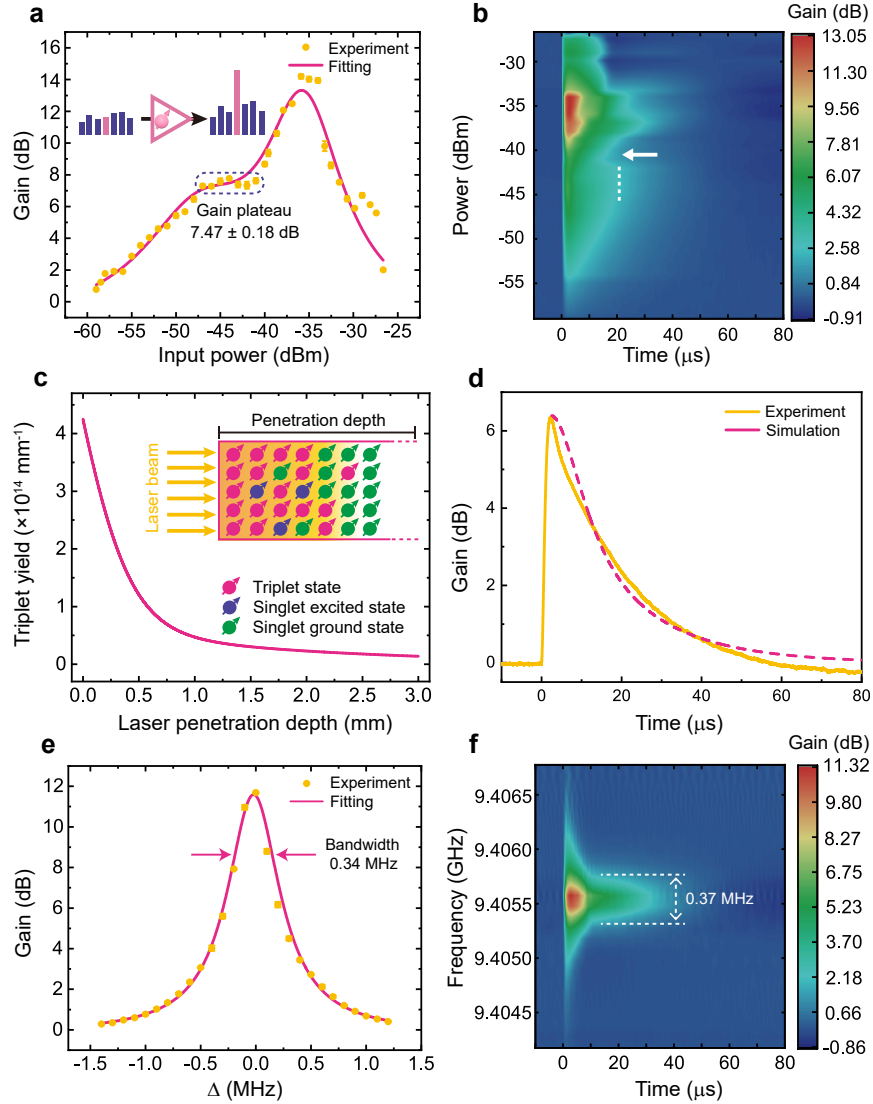 a
Gain (dB)
16
14
12
10
8
6
4
2
0
Experiment
Fitting
Gain plateau
7.47 ± 0.18 dB
-60 -55 -50 -45 -40 -35 -30 -25
Input power (dBm)
b
Gain (dB)
Power (dBm)
-30
-35
-40
-45
-50
-55
0 20 40 60 80
Time (μs)
13.05
11.30
9.56
7.81
6.07
4.32
2.58
0.84
-0.91
c
Triplet yield (×10¹⁴ mm⁻¹)
4
3
2
1
0
Penetration depth
Laser beam
Triplet state
Singlet excited state
Singlet ground state
0.0 0.5 1.0 1.5 2.0 2.5 3.0
Laser penetration depth (mm)
d
Gain (dB)
6
4
2
0
Experiment
Simulation
0 20 40 60 80
Time (μs)
e
Gain (dB)
12
10
8
6
4
2
0
Experiment
Fitting
Bandwidth
0.34 MHz
-1.5 -1.0 -0.5 0.0 0.5 1.0 1.5
Δ (MHz)
f
Gain (dB)
Frequency (GHz)
9.4065
9.4060
9.4055
9.4050
9.4045
0.37 MHz
0 20 40 60 80
Time (μs)
11.32
9.80
8.27
6.75
5.23
3.70
2.18
0.66
-0.86